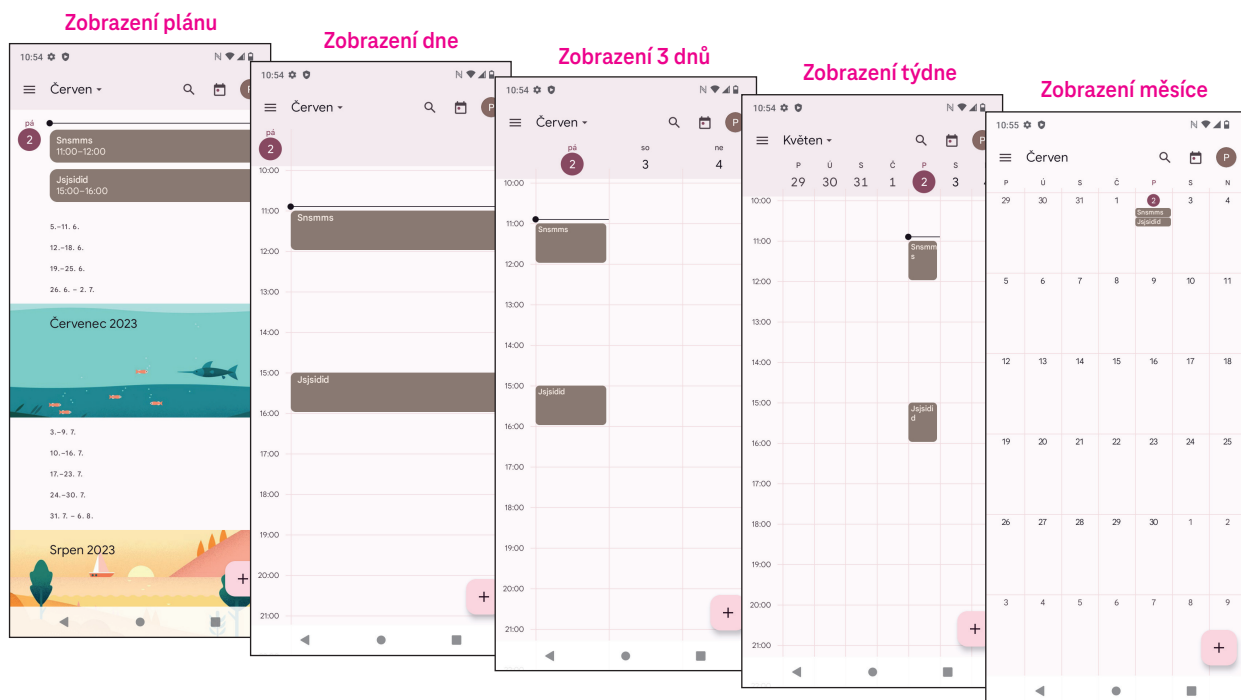 Zobrazení plánu
10:54
Červen
P
pá
2
Snsmms
11:00–12:00
Jsjsidid
15:00–16:00
5.–11. 6.
12.–18. 6.
19.–25. 6.
26. 6. – 2. 7.
Červenec 2023
3.–9. 7.
10.–16. 7.
17.–23. 7.
24.–30. 7.
31. 7. – 6. 8.
Srpen 2023
+
Zobrazení dne
10:54
Červen
pá
2
10:00
11:00
Snsmms
12:00
13:00
14:00
15:00
Jsjsidid
16:00
17:00
18:00
19:00
20:00
21:00
+
Zobrazení 3 dnů
10:54
Červen
P
pá so ne
2 3 4
10:00
11:00
Snsmms
12:00
13:00
14:00
15:00
Jsjsidid
16:00
17:00
18:00
19:00
20:00
21:00
+
Zobrazení týdne
10:54
Květen
P
P Ú S Č P S
29 30 31 1 2 3
10:00
11:00
Snsmm
s
12:00
13:00
14:00
15:00
Jsjsidi
d
16:00
17:00
18:00
19:00
20:00
21:00
+
Zobrazení měsíce
10:55
Červen
P
P Ú S Č P S N
29 30 31 1 2 3 4
Snsmms
Jsjsidid
5 6 7 8 9 10 11
12 13 14 15 16 17 18
19 20 21 22 23 24 25
26 27 28 29 30 1 2
3 4 5 6 7 8 9
+